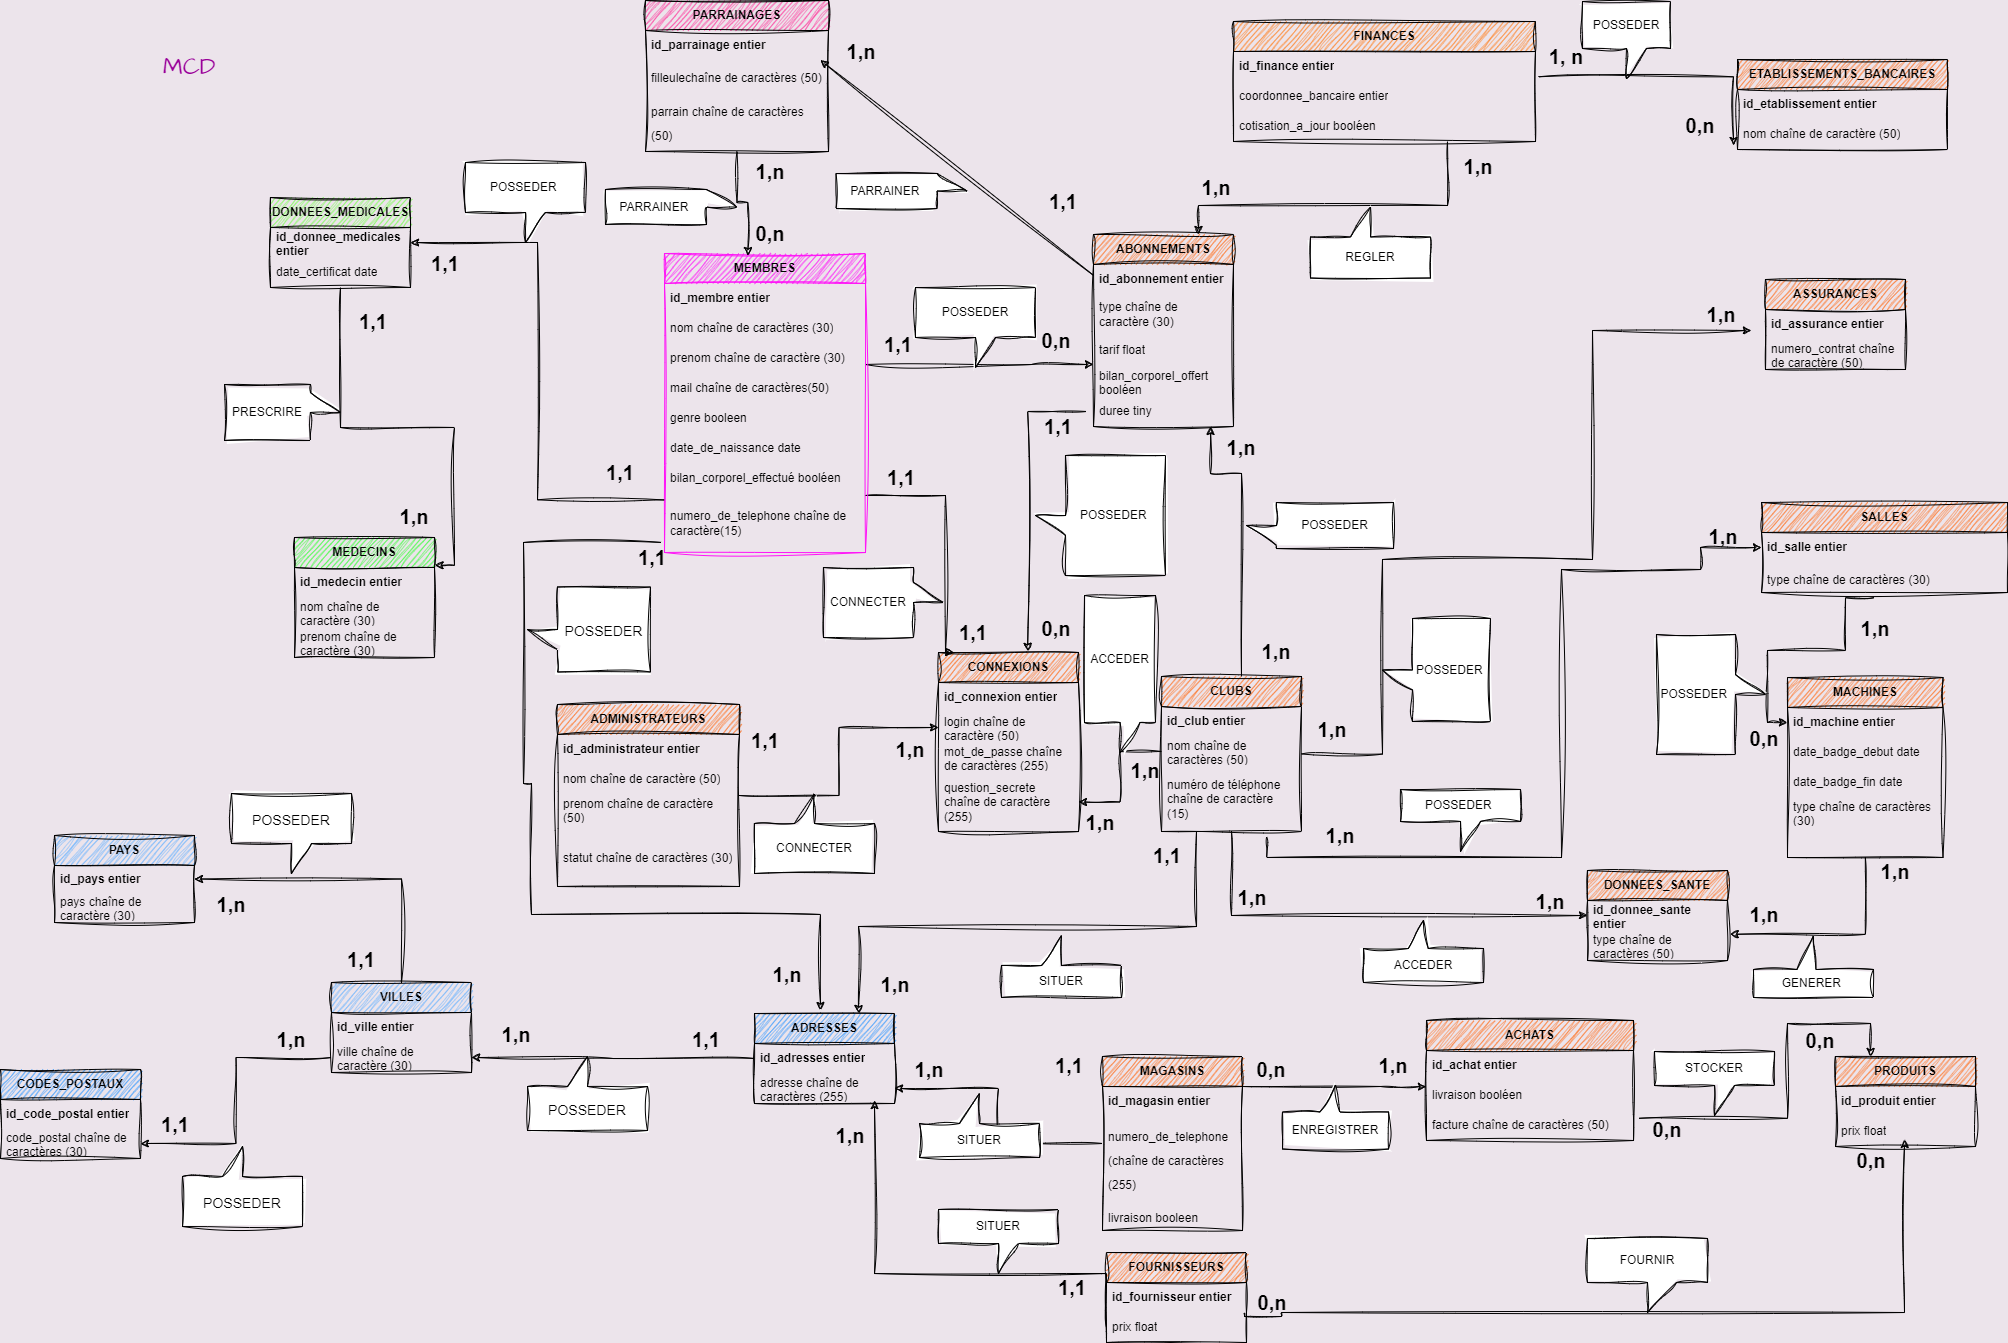 MCD
PARRAINAGES
id_parrainage entier
filleulechaîne de caractères (50)
parrain chaîne de caractères
(50)
1,n
1,n
PARRAINER
0,n
PARRAINER
1,1
FINANCES
id_finance entier
coordonnee_bancaire entier
cotisation_a_jour booléen
1, n
POSSEDER
0,n
ETABLISSEMENTS_BANCAIRES
id_etablissement entier
nom chaîne de caractère (50)
1,n
1,n
REGLER
DONNEES_MEDICALES
id_donnee_medicales
entier
date_certificat date
POSSEDER
1,1
1,1
1,1
PRESCRIRE
1,n
MEDECINS
id_medecin entier
nom chaîne de
caractère (30)
prenom chaîne de
caractère (30)
MEMBRES
id_membre entier
nom chaîne de caractères (30)
prenom chaîne de caractère (30)
mail chaîne de caractères(50)
genre booleen
date_de_naissance date
bilan_corporel_effectué booléen
numero_de_telephone chaîne de
caractère(15)
POSSEDER
1,1
0,n
ABONNEMENTS
id_abonnement entier
type chaîne de
caractère (30)
tarif float
bilan_corporel_offert
booléen
duree tiny
1,1
POSSEDER
0,n
1,n
POSSEDER
1,n
ASSURANCES
id_assurance entier
numero_contrat chaîne
de caractère (50)
1,n
POSSEDER
1,n
SALLES
id_salle entier
type chaîne de caractères (30)
1,n
1,n
POSSEDER
0,n
MACHINES
id_machine entier
date_badge_debut date
date_badge_fin date
type chaîne de caractères
(30)
1,n
1,1
CONNECTER
1,1
1,1
POSSEDER
CONNEXIONS
id_connexion entier
login chaîne de
caractère (50)
mot_de_passe chaîne
de caractères (255)
question_secrete
chaîne de caractère
(255)
ACCEDER
1,n
1,n
CLUBS
id_club entier
nom chaîne de
caractères (50)
numéro de téléphone
chaîne de caractère
(15)
ADMINISTRATEURS
id_administrateur entier
nom chaîne de caractère (50)
prenom chaîne de caractère
(50)
statut chaîne de caractères (30)
1,1
1,n
CONNECTER
POSSEDER
1,n
1,1
1,n
1,n
ACCEDER
DONNEES_SANTE
id_donnee_sante
entier
type chaîne de
caractères (50)
1,n
GENERER
PAYS
id_pays entier
pays chaîne de
caractère (30)
POSSEDER
1,n
1,1
VILLES
id_ville entier
ville chaîne de
caractère (30)
1,n
CODES_POSTAUX
id_code_postal entier
code_postal chaîne de
caractères (30)
1,1
POSSEDER
1,n
POSSEDER
1,1
1,n
1,n
SITUER
ADRESSES
id_adresses entier
adresse chaîne de
caractères (255)
1,n
1,n
SITUER
1,1
MAGASINS
id_magasin entier
numero_de_telephone
(chaîne de caractères
(255)
livraison booleen
0,n
ENREGISTRER
1,n
ACHATS
id_achat entier
livraison booléen
facture chaîne de caractères (50)
STOCKER
0,n
0,n
PRODUITS
id_produit entier
prix float
0,n
SITUER
1,1
FOURNISSEURS
id_fournisseur entier
prix float
0,n
FOURNIR